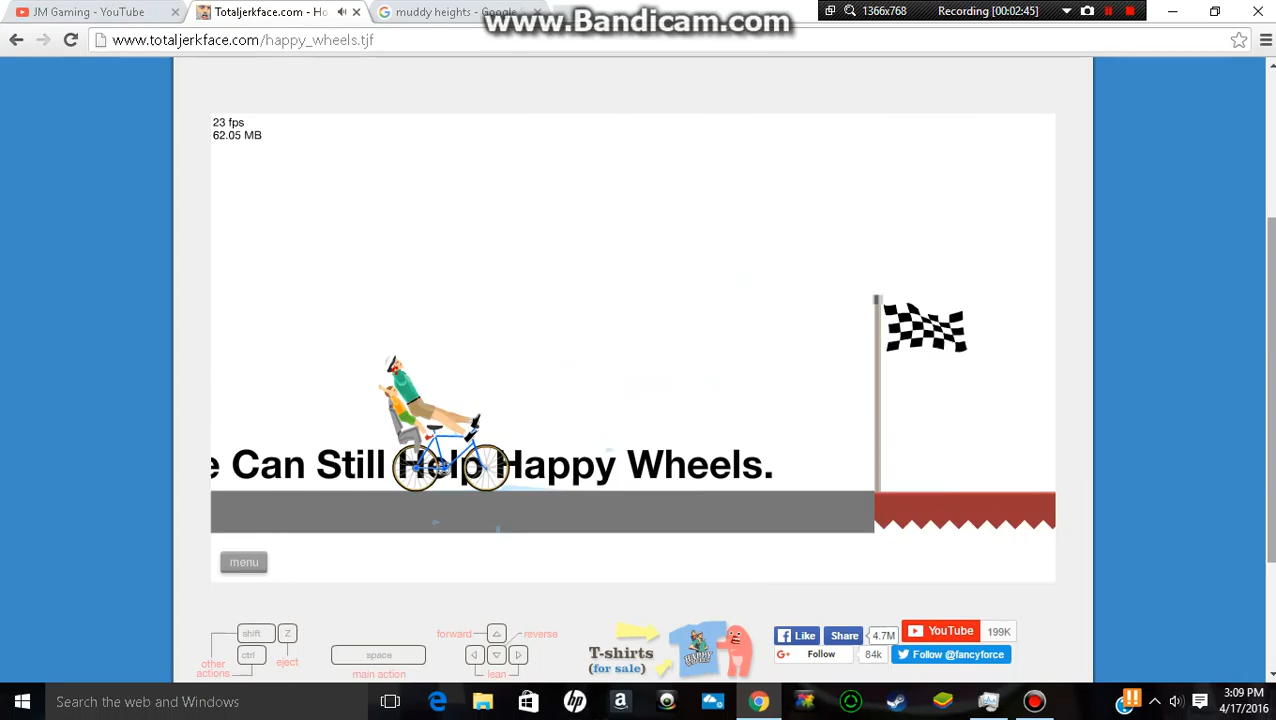 JM Gaming - YouTube
Totaljerkface.com - Ho
muddy heights - Google
www.Bandicam.com
1366x768
Recording [00:02:45]
www.totaljerkface.com/happy_wheels.tjf
23 fps
62.05 MB
e Can Still Help Happy Wheels.
menu
shift
Z
ctrl
eject
other
actions
space
main action
forward
reverse
lean
T-shirts
(for sale)
Like
Share
4.7M
YouTube
199K
Follow
84k
Follow @fancyforce
Search the web and Windows
3:09 PM
4/17/2016